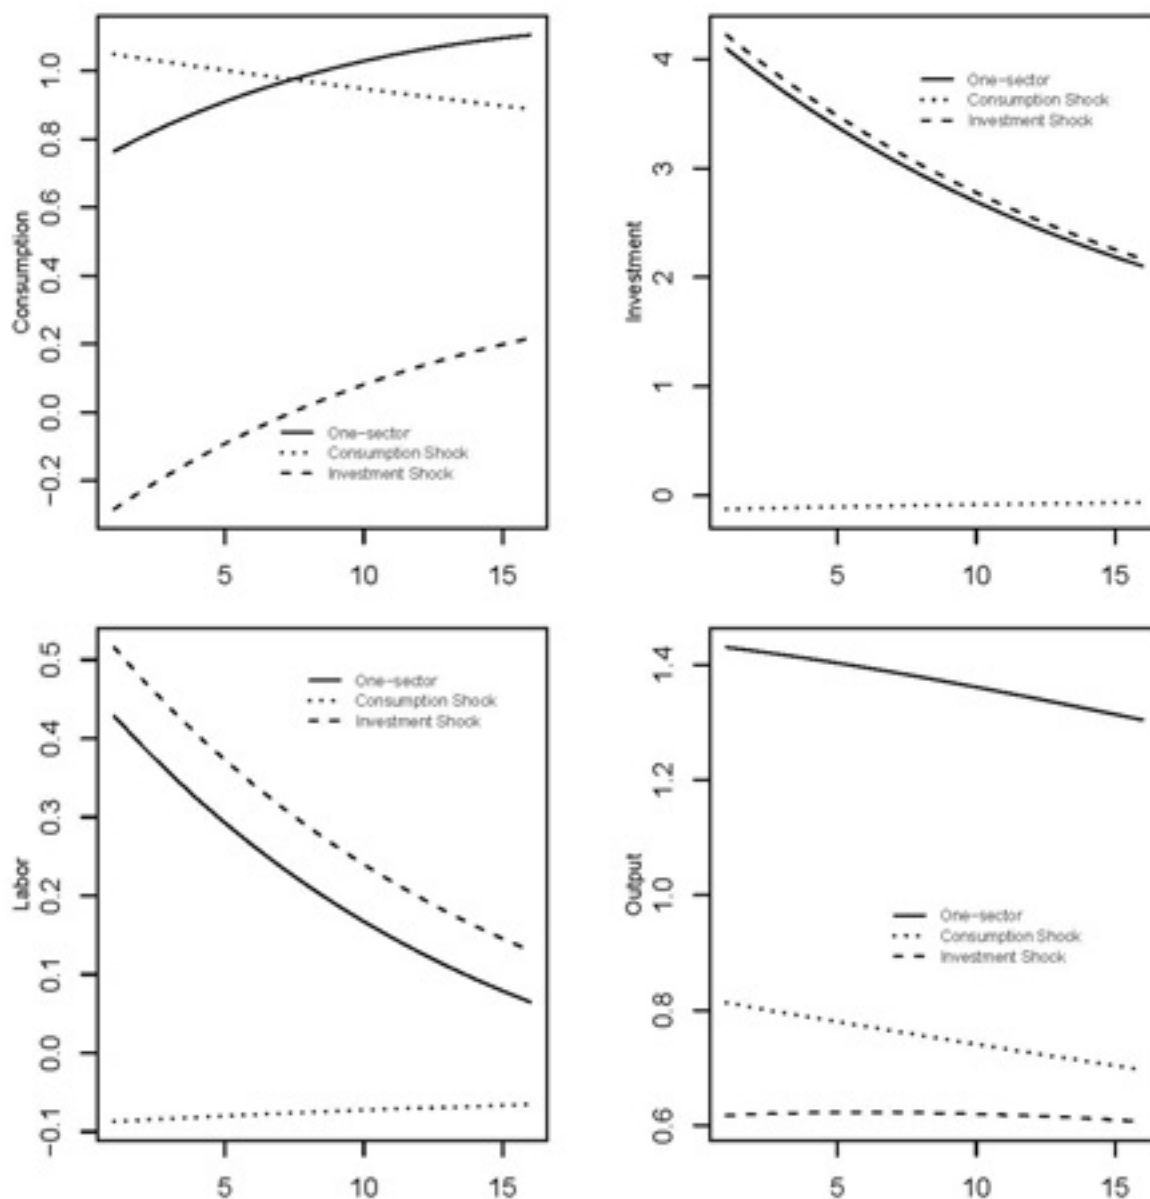 Consumption
1.0
0.8
0.6
0.4
0.2
0.0
−0.2
One−sector
Consumption Shock
Investment Shock
5 10 15
Investment
4
3
2
1
0
One−sector
Consumption Shock
Investment Shock
5 10 15
Labor
0.5
0.4
0.3
0.2
0.1
0.0
−0.1
One−sector
Consumption Shock
Investment Shock
5 10 15
Output
1.4
1.2
1.0
0.8
0.6
One−sector
Consumption Shock
Investment Shock
5 10 15